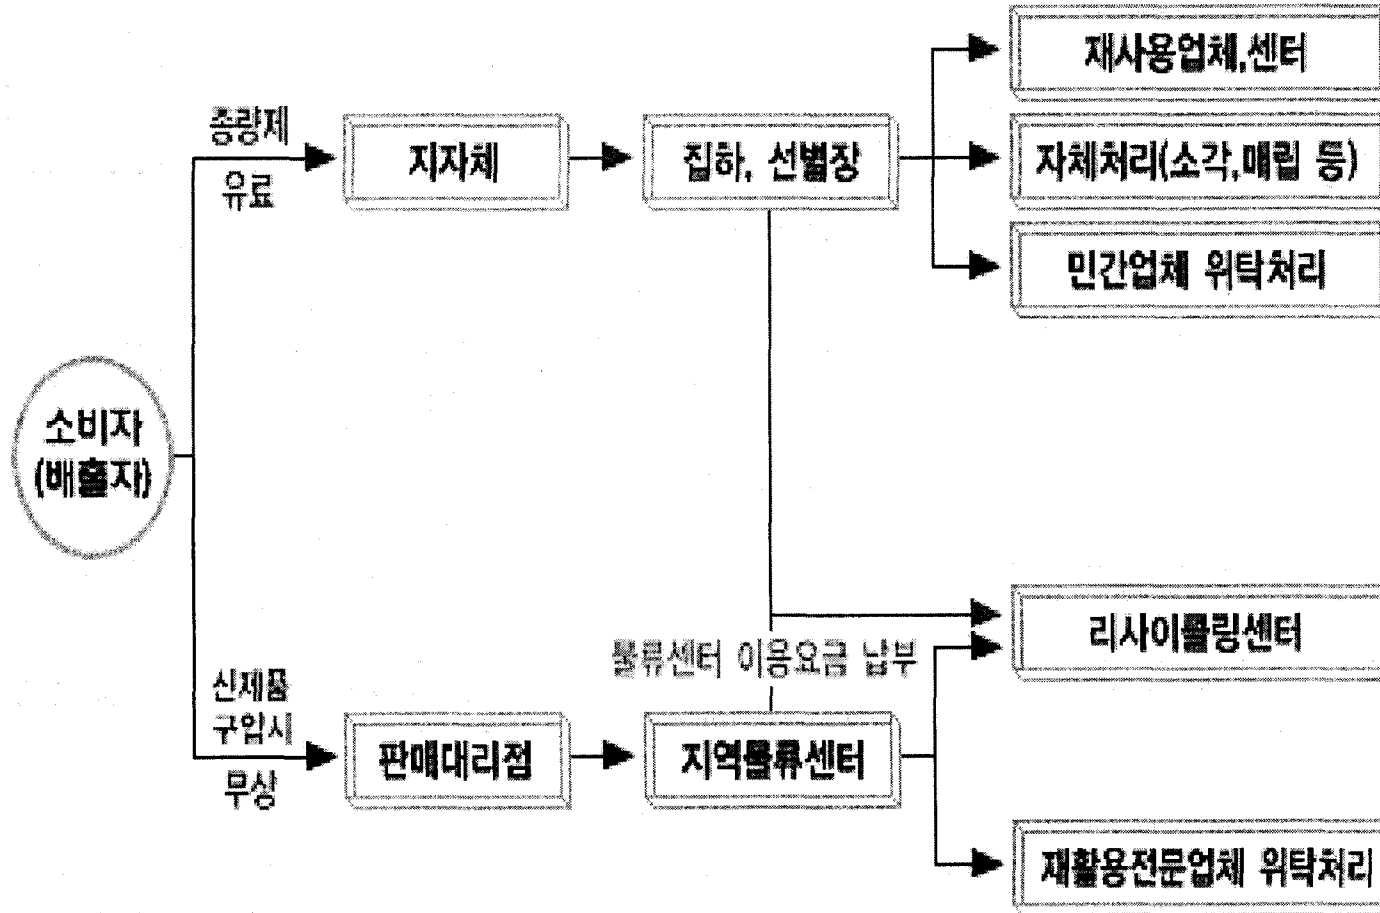 재사용업체,센터
종량제
유료
지자체
집하, 선별장
자체처리(소각,매립 등)
민간업체 위탁처리
소비자
(배출자)
리사이클링센터
물류센터 이용요금 납부
신제품
구입시
무상
판매대리점
지역물류센터
재활용전문업체 위탁처리